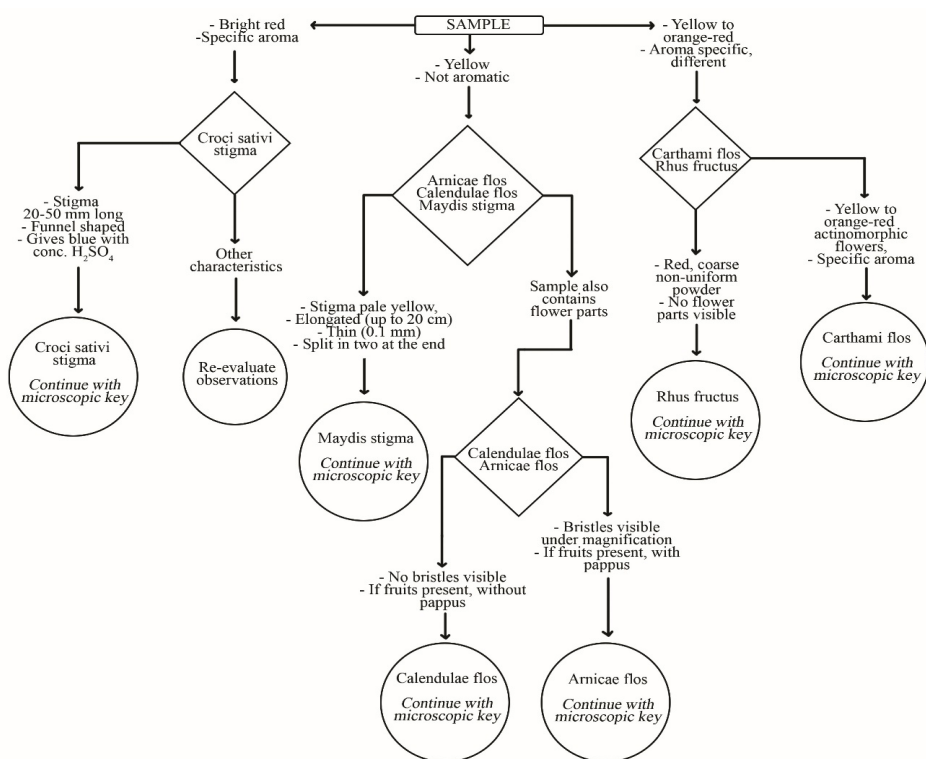 SAMPLE
- Bright red
-Specific aroma
- Yellow
- Not aromatic
- Yellow to
orange-red
- Aroma specific,
different
Croci sativi
stigma
Arnicae flos
Calendulae flos
Maydis stigma
Carthami flos
Rhus fructus
- Stigma
20-50 mm long
- Funnel shaped
- Gives blue with
conc. H₂SO₄
Other
characteristics
- Stigma pale yellow,
- Elongated (up to 20 cm)
- Thin (0.1 mm)
- Split in two at the end
Sample also
contains
flower parts
- Red, coarse
non-uniform
powder
- No flower
parts visible
- Yellow to
orange-red
actinomorphic
flowers,
- Specific aroma
Croci sativi
stigma
Continue with
microscopic key
Re-evaluate
observations
Maydis stigma
Continue with
microscopic key
Calendulae flos
Arnicae flos
Rhus fructus
Continue with
microscopic key
Carthami flos
Continue with
microscopic key
- No bristles visible
- If fruits present, without
pappus
- Bristles visible
under magnification
- If fruits present, with
pappus
Calendulae flos
Continue with
microscopic key
Arnicae flos
Continue with
microscopic key